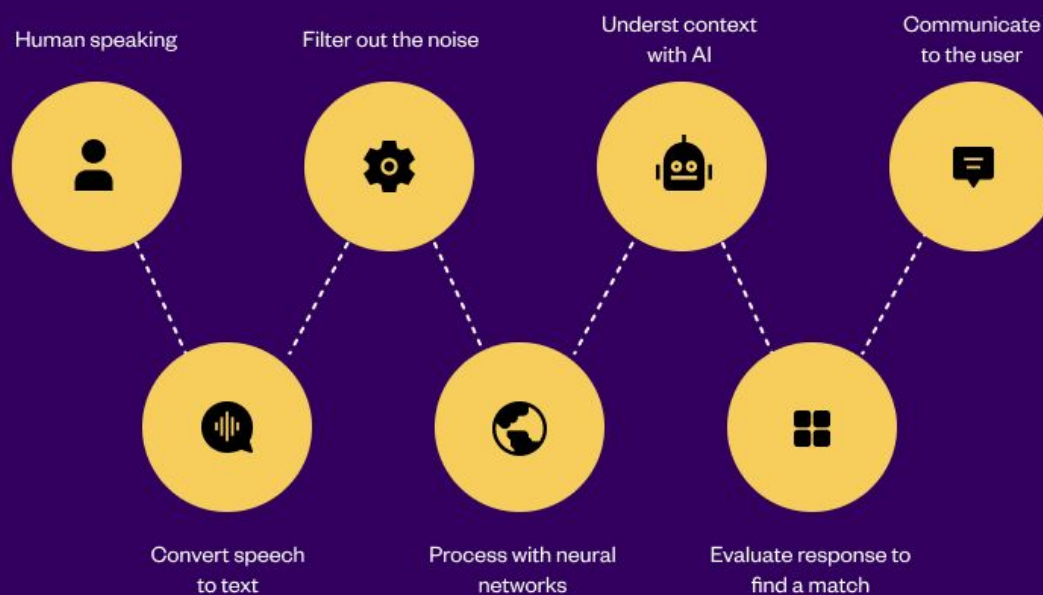 Human speaking
Filter out the noise
Underst context
with AI
Communicate
to the user
Convert speech
to text
Process with neural
networks
Evaluate response to
find a match